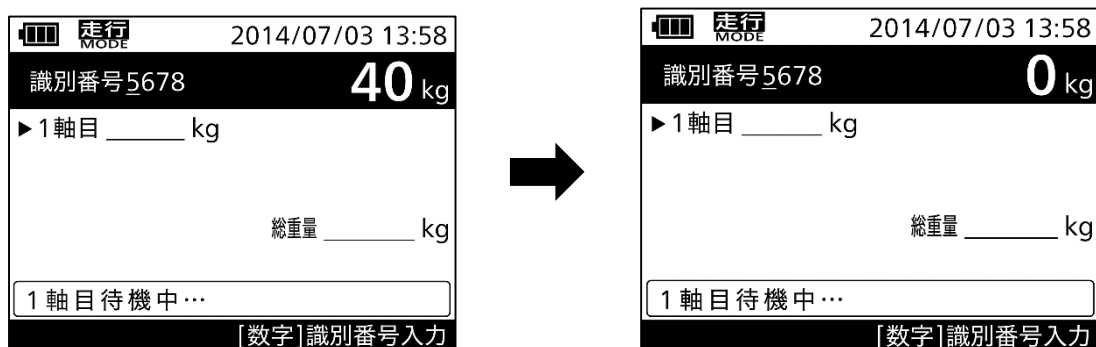 走行 2014/07/03 13:58
MODE
識別番号5678 40 kg
▶1軸目 _______ kg
総重量 ________ kg
1軸目待機中…
[数字]識別番号入力
走行 2014/07/03 13:58
MODE
識別番号5678 0 kg
▶1軸目 _______ kg
総重量 ________ kg
1軸目待機中…
[数字]識別番号入力